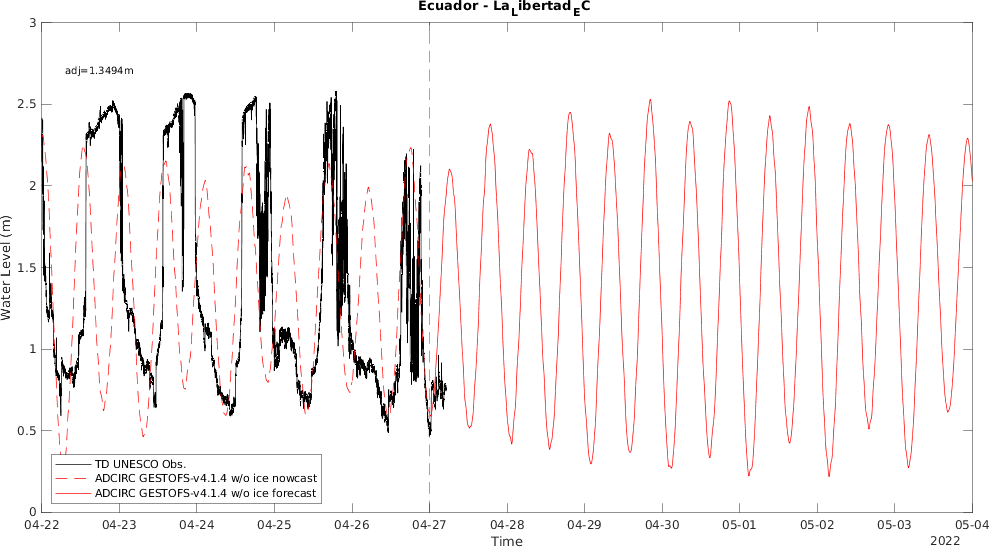 Ecuador - LaLibertadEC
adj=1.3494m
Water Level (m)
3
2.5
2
1.5
1
0.5
0
TD UNESCO Obs.
ADCIRC GESTOFS-v4.1.4 w/o ice nowcast
ADCIRC GESTOFS-v4.1.4 w/o ice forecast
04-22 04-23 04-24 04-25 04-26 04-27 04-28 04-29 04-30 05-01 05-02 05-03 05-04
Time
2022